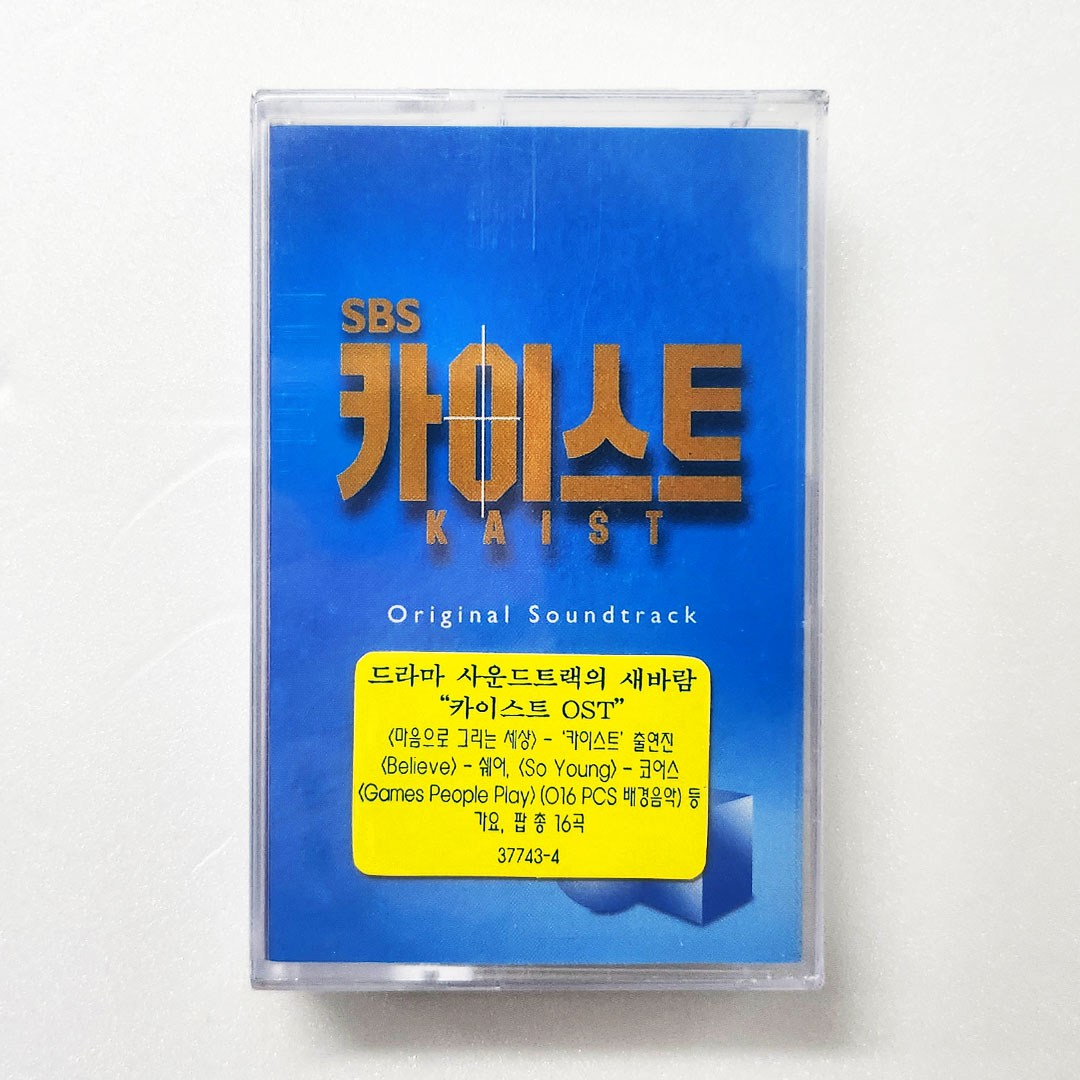 SBS
카이스트
KAIST
Original Soundtrack
드라마 사운드트랙의 새바람
“카이스트 OST”
〈마음으로 그리는 세상〉 - ‘카이스트’ 출연진
〈Believe〉 - 쉐어, 〈So Young〉 - 코어스
〈Games People Play〉 (016 PCS 배경음악) 등
가요, 팝 총 16곡
37743-4